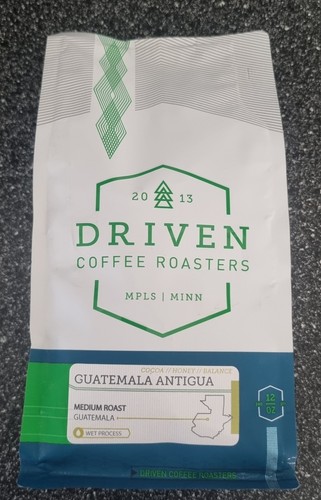 20 13
DRIVEN
COFFEE ROASTERS
MPLS | MINN
COCOA // HONEY // BALANCE
GUATEMALA ANTIGUA
MEDIUM ROAST
GUATEMALA
WET PROCESS
12
OZ
DRIVEN COFFEE ROASTERS